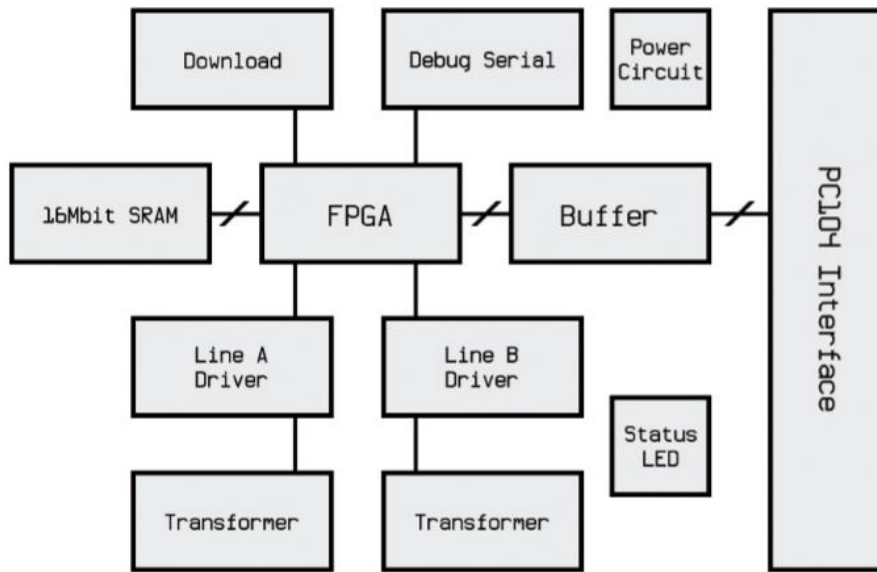 Download
Debug Serial
Power
Circuit
16Mbit SRAM
FPGA
Buffer
PC104 Interface
Line A
Driver
Line B
Driver
Status
LED
Transformer
Transformer